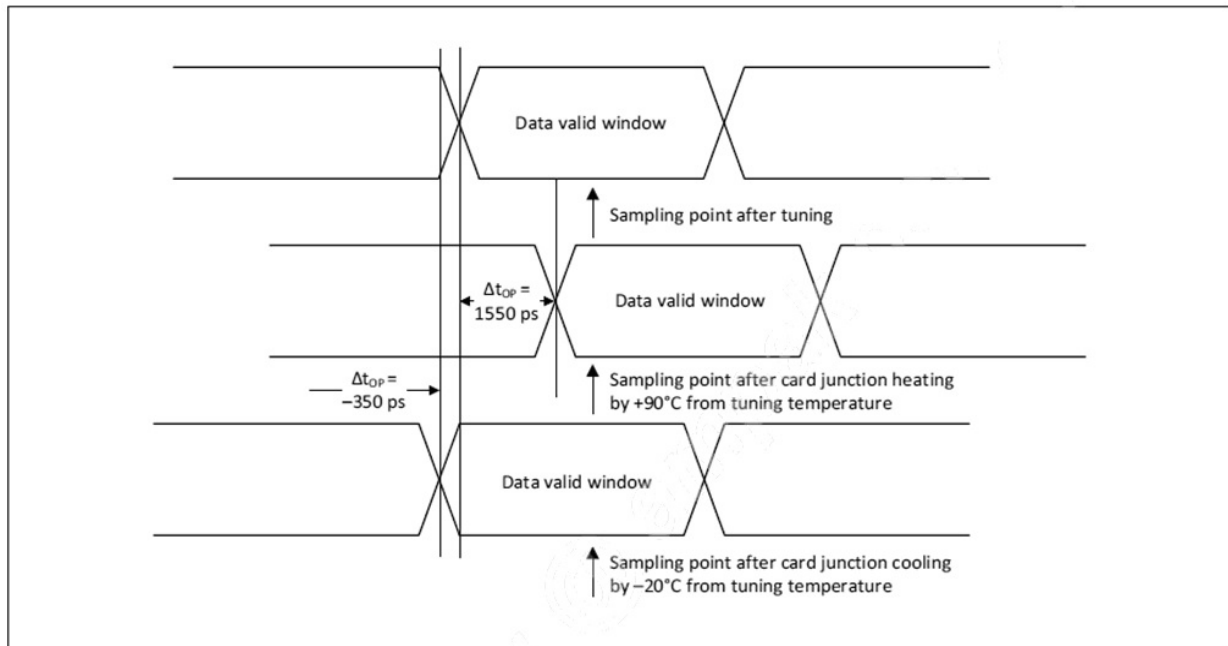 Data valid window
Sampling point after tuning
Δtₒₚ =
1550 ps
Data valid window
Δtₒₚ =
−350 ps
Sampling point after card junction heating
by +90°C from tuning temperature
Data valid window
Sampling point after card junction cooling
by −20°C from tuning temperature